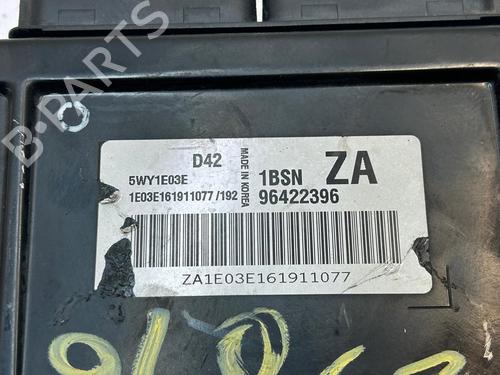 B-PARTS
D42
5WY1E03E
1E03E161911077 /192
MADE IN KOREA
1BSN ZA
96422396
ZA1E03E161911077